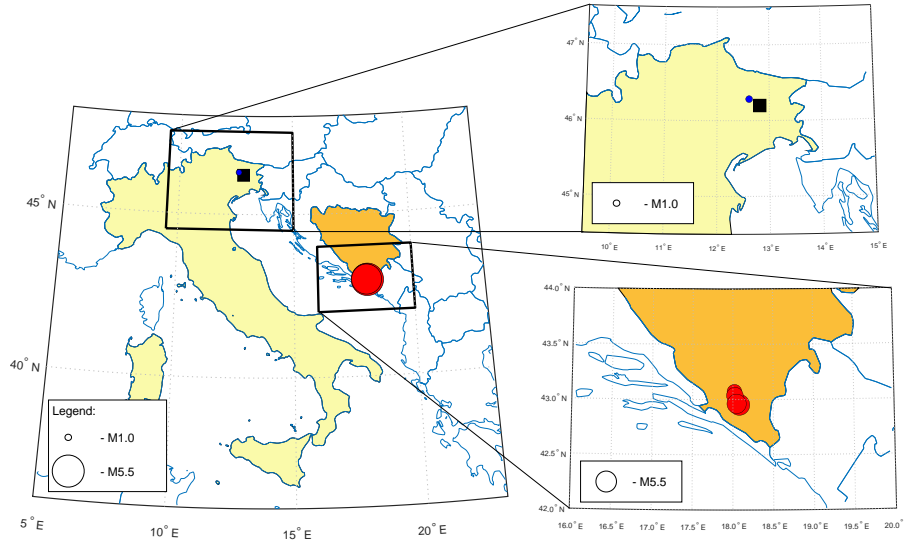 45° N
40° N
5° E
10° E
15° E
20° E
Legend:
- M1.0
- M5.5
47° N
46° N
45° N
10° E
11° E
12° E
13° E
14° E
15° E
- M1.0
44.0° N
43.5° N
43.0° N
42.5° N
42.0° N
16.0° E
16.5° E
17.0° E
17.5° E
18.0° E
18.5° E
19.0° E
19.5° E
20.0° E
- M5.5